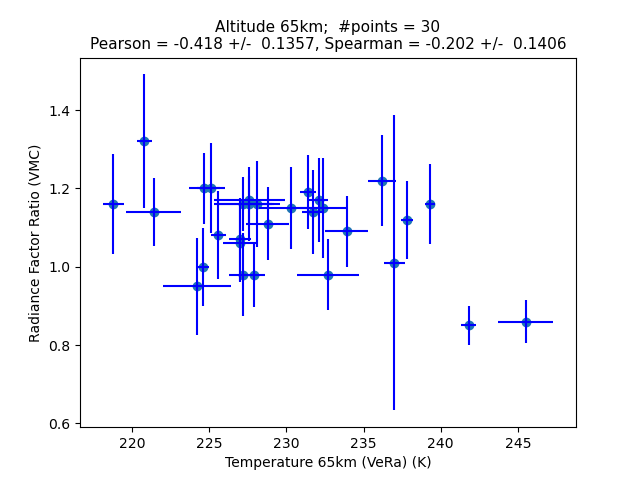 Altitude 65km;  #points = 30
Pearson = -0.418 +/-  0.1357, Spearman = -0.202 +/-  0.1406
1.4
1.2
1.0
0.8
0.6
Radiance Factor Ratio (VMC)
220 225 230 235 240 245
Temperature 65km (VeRa) (K)